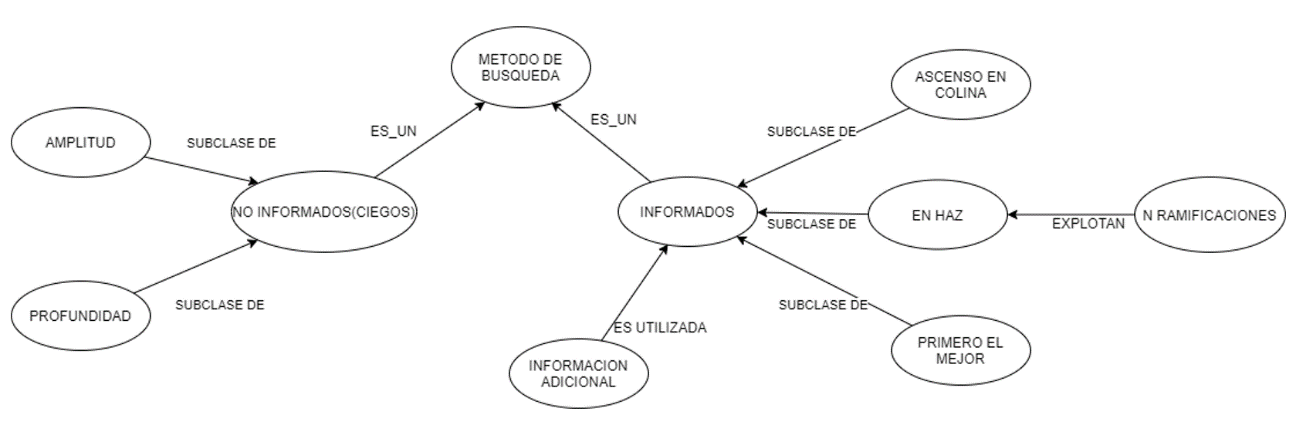 METODO DE
BUSQUEDA
ASCENSO EN
COLINA
AMPLITUD
SUBCLASE DE
ES_UN
ES_UN
SUBCLASE DE
NO INFORMADOS(CIEGOS)
INFORMADOS
SUBCLASE DE
EN HAZ
EXPLOTAN
N RAMIFICACIONES
PROFUNDIDAD
SUBCLASE DE
ES UTILIZADA
SUBCLASE DE
INFORMACION
ADICIONAL
PRIMERO EL
MEJOR